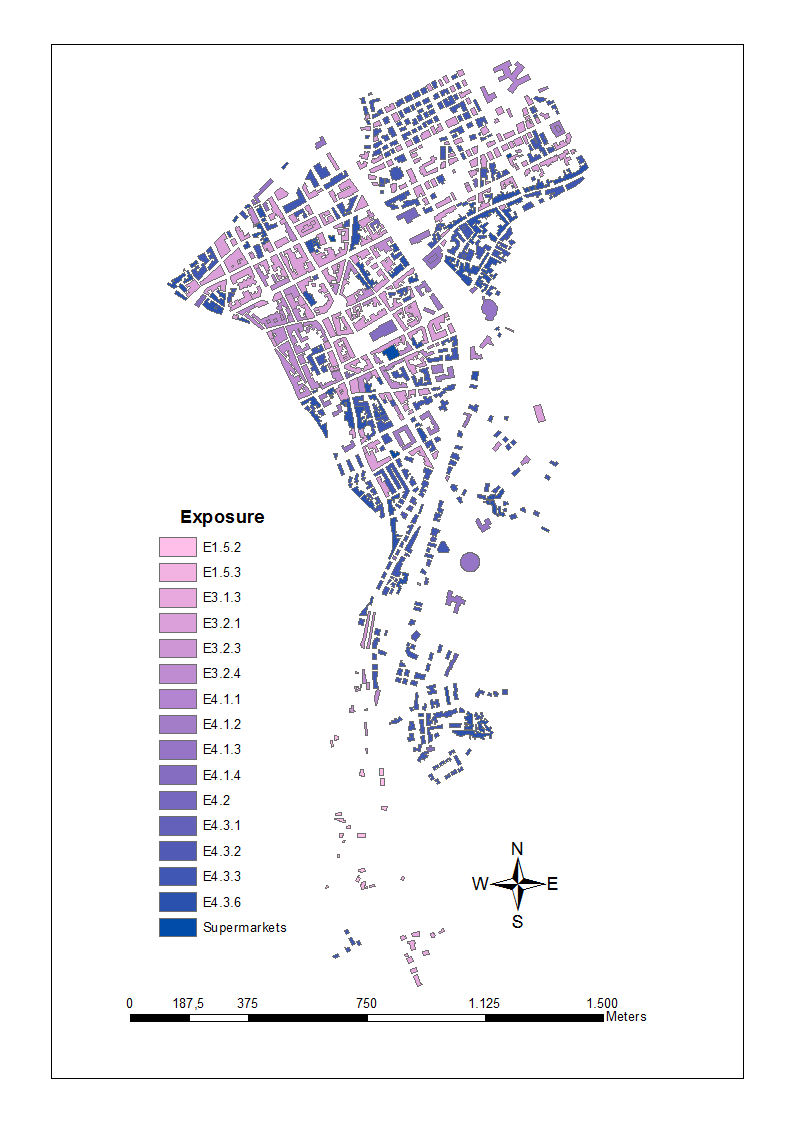 Exposure
E1.5.2
E1.5.3
E3.1.3
E3.2.1
E3.2.3
E3.2.4
E4.1.1
E4.1.2
E4.1.3
E4.1.4
E4.2
E4.3.1
E4.3.2
E4.3.3
E4.3.6
Supermarkets
N
W E
S
0 187,5 375 750 1.125 1.500
Meters